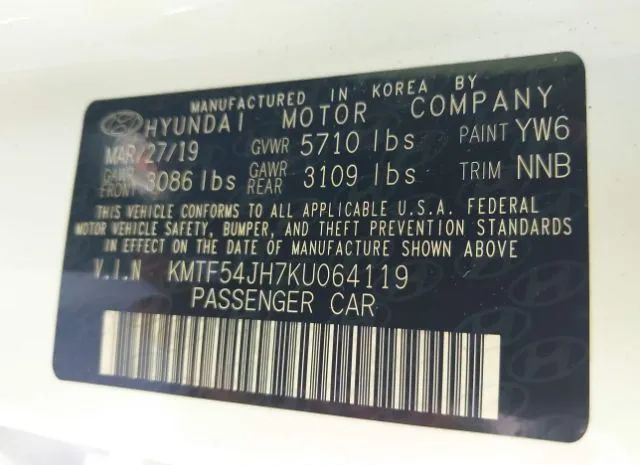 MANUFACTURED IN KOREA BY
HYUNDAI MOTOR COMPANY
MAR/27/19 GVWR 5710 lbs PAINT YW6
GAWR FRONT 3086 lbs GAWR REAR 3109 lbs TRIM NNB
THIS VEHICLE CONFORMS TO ALL APPLICABLE U.S.A. FEDERAL
MOTOR VEHICLE SAFETY, BUMPER, AND THEFT PREVENTION STANDARDS
IN EFFECT ON THE DATE OF MANUFACTURE SHOWN ABOVE
V.I.N KMTF54JH7KU064119
PASSENGER CAR